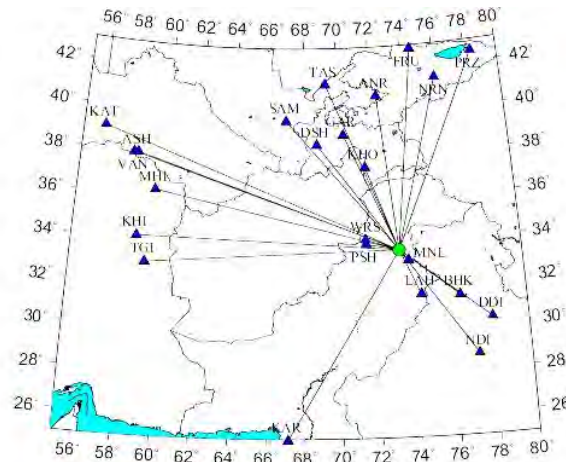 58° 60° 62° 64° 66° 68° 70° 72° 74° 76° 78° 80°
42° 42°
FRU PRZ
TAS ANR NRN
40° 40°
KAT SAM GAR
DSH
38° ASH 38°
VAN KHO
MHK
36° 36°
KHI WRS
34° 34°
TGI PSH MNL
32° LAH BHK 32°
DDI
30° 30°
NDI
28° 28°
26° 26°
KAR
56° 58° 60° 62° 64° 66° 68° 70° 72° 74° 76° 78° 80°